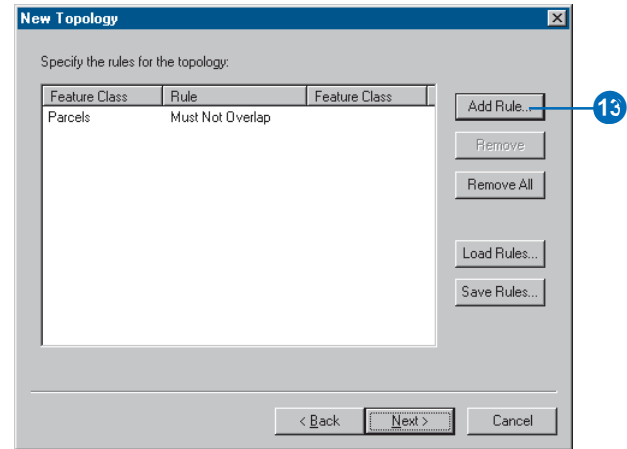 New Topology
Specify the rules for the topology:
Feature Class Rule Feature Class
Parcels Must Not Overlap
Add Rule...
13
Remove
Remove All
Load Rules...
Save Rules...
< Back Next > Cancel